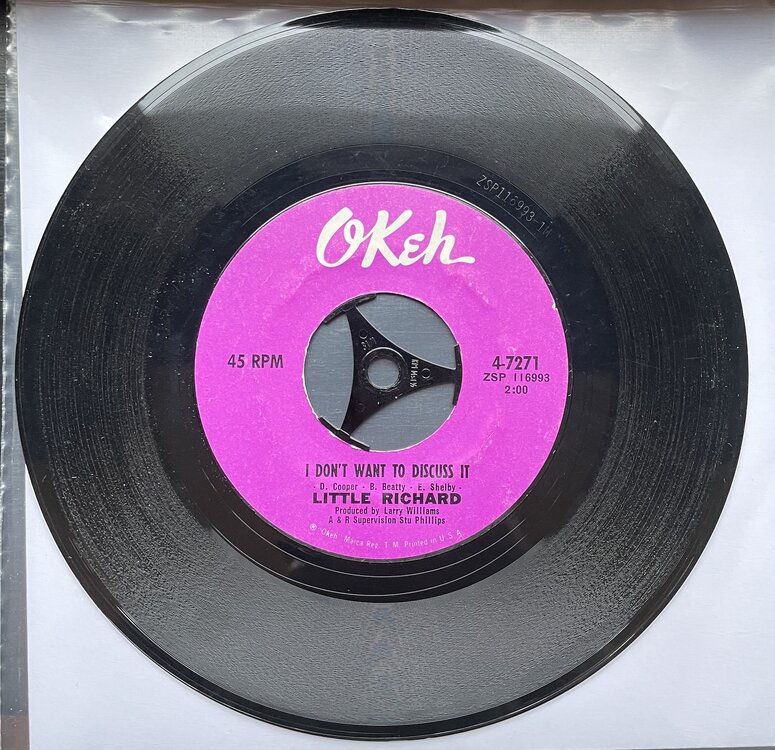 ZSP116993-1
OKeh
45 RPM
4-7271
ZSP 116993
2:00
I DON'T WANT TO DISCUSS IT
- D. Cooper - B. Beatty - E. Shelby -
LITTLE RICHARD
Produced by Larry Williams
A & R Supervision Stu Phillips
® "Okeh" Marca Reg. T. M. Printed in U. S. A.